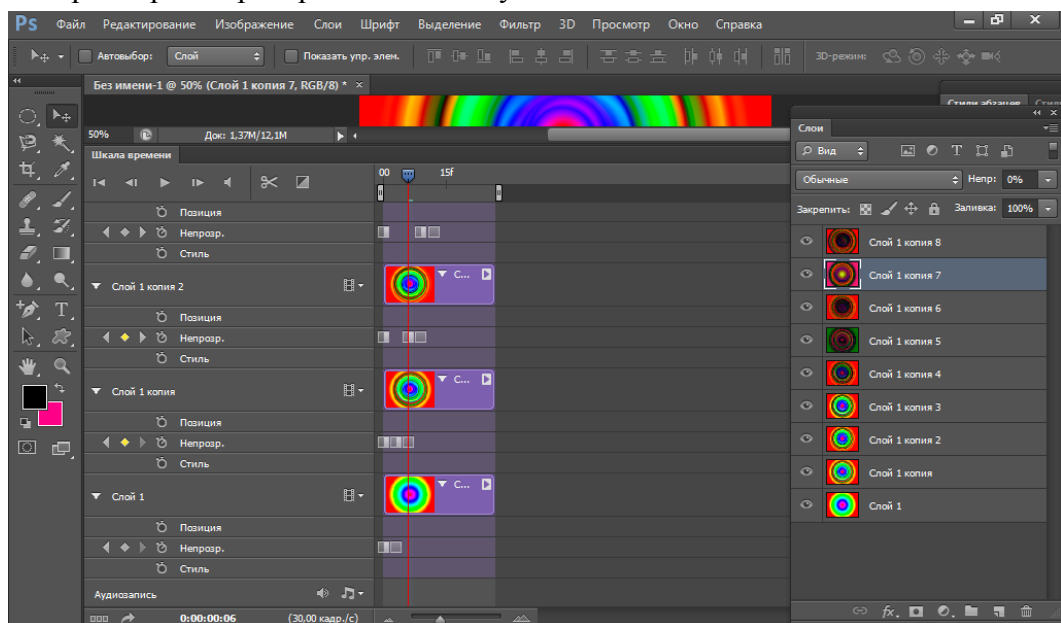 Ps Файл Редактирование Изображение Слои Шрифт Выделение Фильтр 3D Просмотр Окно Справка
Автовыбор: Слой Показать упр. элем. 3D-режим:
Без имени-1 @ 50% (Слой 1 копия 7, RGB/8) * ×
50% Док: 1,37M/12,1M
Шкала времени
00 15f
Позиция
Непрозр.
Стиль
Слой 1 копия 2 С...
Позиция
Непрозр.
Стиль
Слой 1 копия С...
Позиция
Непрозр.
Стиль
Слой 1 С...
Позиция
Непрозр.
Стиль
Аудиозапись
0:00:00:06 (30,00 кадр./с)
Слои
Вид
Обычные Непр: 0%
Закрепить: Заливка: 100%
Слой 1 копия 8
Слой 1 копия 7
Слой 1 копия 6
Слой 1 копия 5
Слой 1 копия 4
Слой 1 копия 3
Слой 1 копия 2
Слой 1 копия
Слой 1
fx.